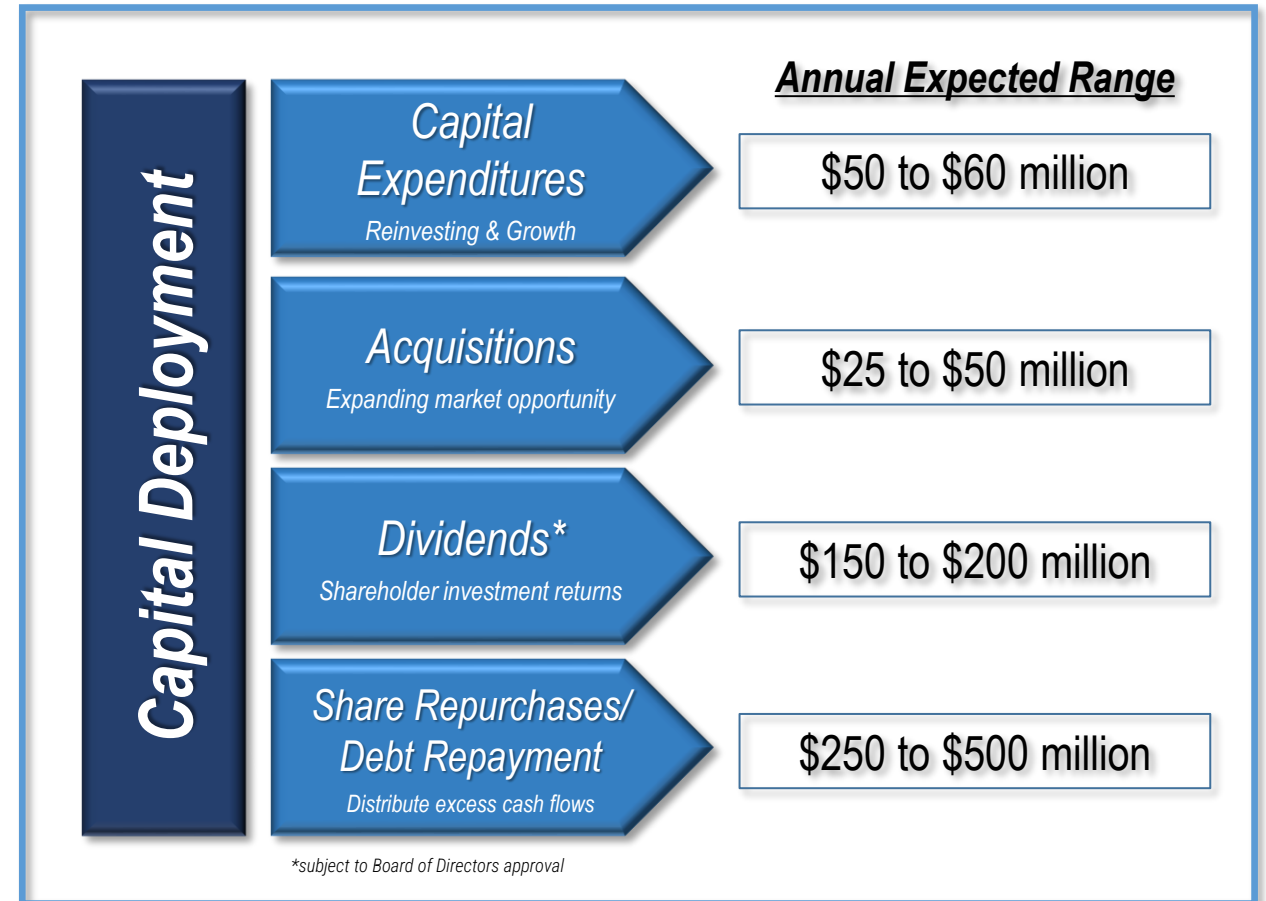 Capital Deployment
Annual Expected Range
Capital
Expenditures
Reinvesting & Growth
$50 to $60 million
Acquisitions
Expanding market opportunity
$25 to $50 million
Dividends*
Shareholder investment returns
$150 to $200 million
Share Repurchases/
Debt Repayment
Distribute excess cash flows
$250 to $500 million
*subject to Board of Directors approval